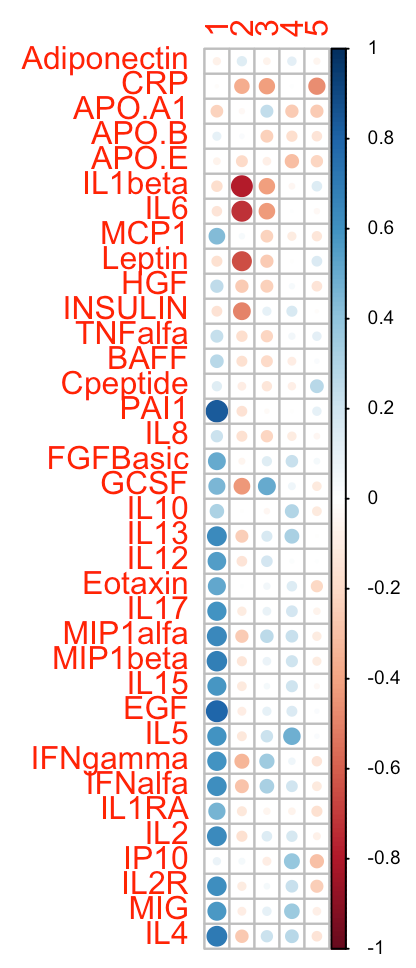 1 2 3 4 5
Adiponectin
CRP
APO.A1
APO.B
APO.E
IL1beta
IL6
MCP1
Leptin
HGF
INSULIN
TNFalfa
BAFF
Cpeptide
PAI1
IL8
FGFBasic
GCSF
IL10
IL13
IL12
Eotaxin
IL17
MIP1alfa
MIP1beta
IL15
EGF
IL5
IFNgamma
IFNalfa
IL1RA
IL2
IP10
IL2R
MIG
IL4
1
0.8
0.6
0.4
0.2
0
-0.2
-0.4
-0.6
-0.8
-1